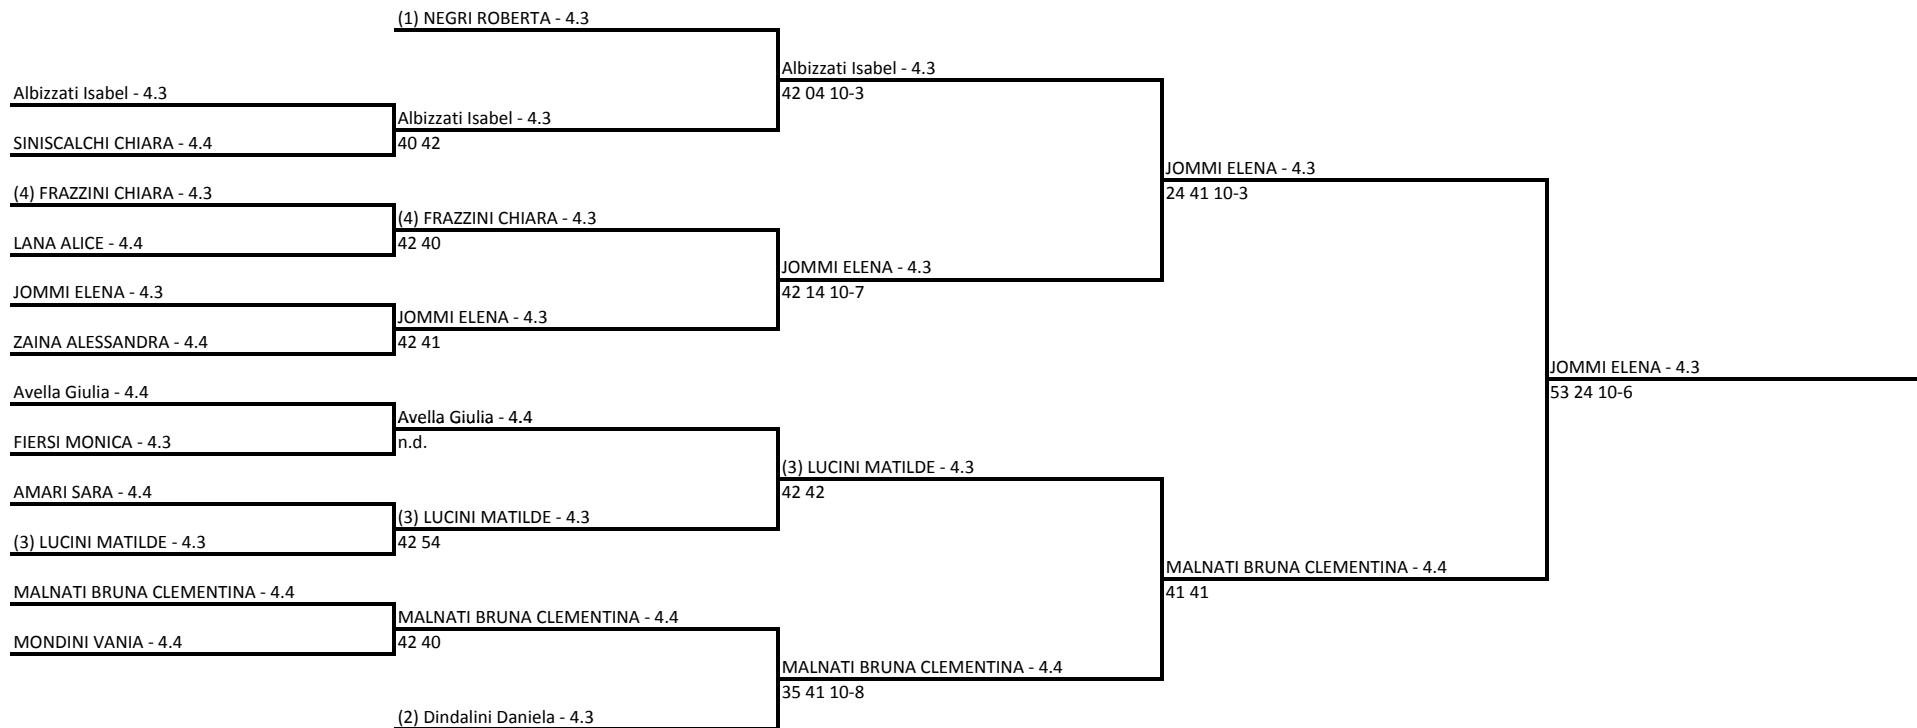 (1) NEGRI ROBERTA - 4.3
Albizzati Isabel - 4.3
42 04 10-3
Albizzati Isabel - 4.3
Albizzati Isabel - 4.3
40 42
SINISCALCHI CHIARA - 4.4
JOMMI ELENA - 4.3
24 41 10-3
(4) FRAZZINI CHIARA - 4.3
(4) FRAZZINI CHIARA - 4.3
42 40
LANA ALICE - 4.4
JOMMI ELENA - 4.3
42 14 10-7
JOMMI ELENA - 4.3
JOMMI ELENA - 4.3
42 41
ZAINA ALESSANDRA - 4.4
JOMMI ELENA - 4.3
53 24 10-6
Avella Giulia - 4.4
Avella Giulia - 4.4
n.d.
FIERSI MONICA - 4.3
(3) LUCINI MATILDE - 4.3
42 42
AMARI SARA - 4.4
(3) LUCINI MATILDE - 4.3
42 54
(3) LUCINI MATILDE - 4.3
MALNATI BRUNA CLEMENTINA - 4.4
41 41
MALNATI BRUNA CLEMENTINA - 4.4
MALNATI BRUNA CLEMENTINA - 4.4
42 40
MONDINI VANIA - 4.4
MALNATI BRUNA CLEMENTINA - 4.4
35 41 10-8
(2) Dindalini Daniela - 4.3